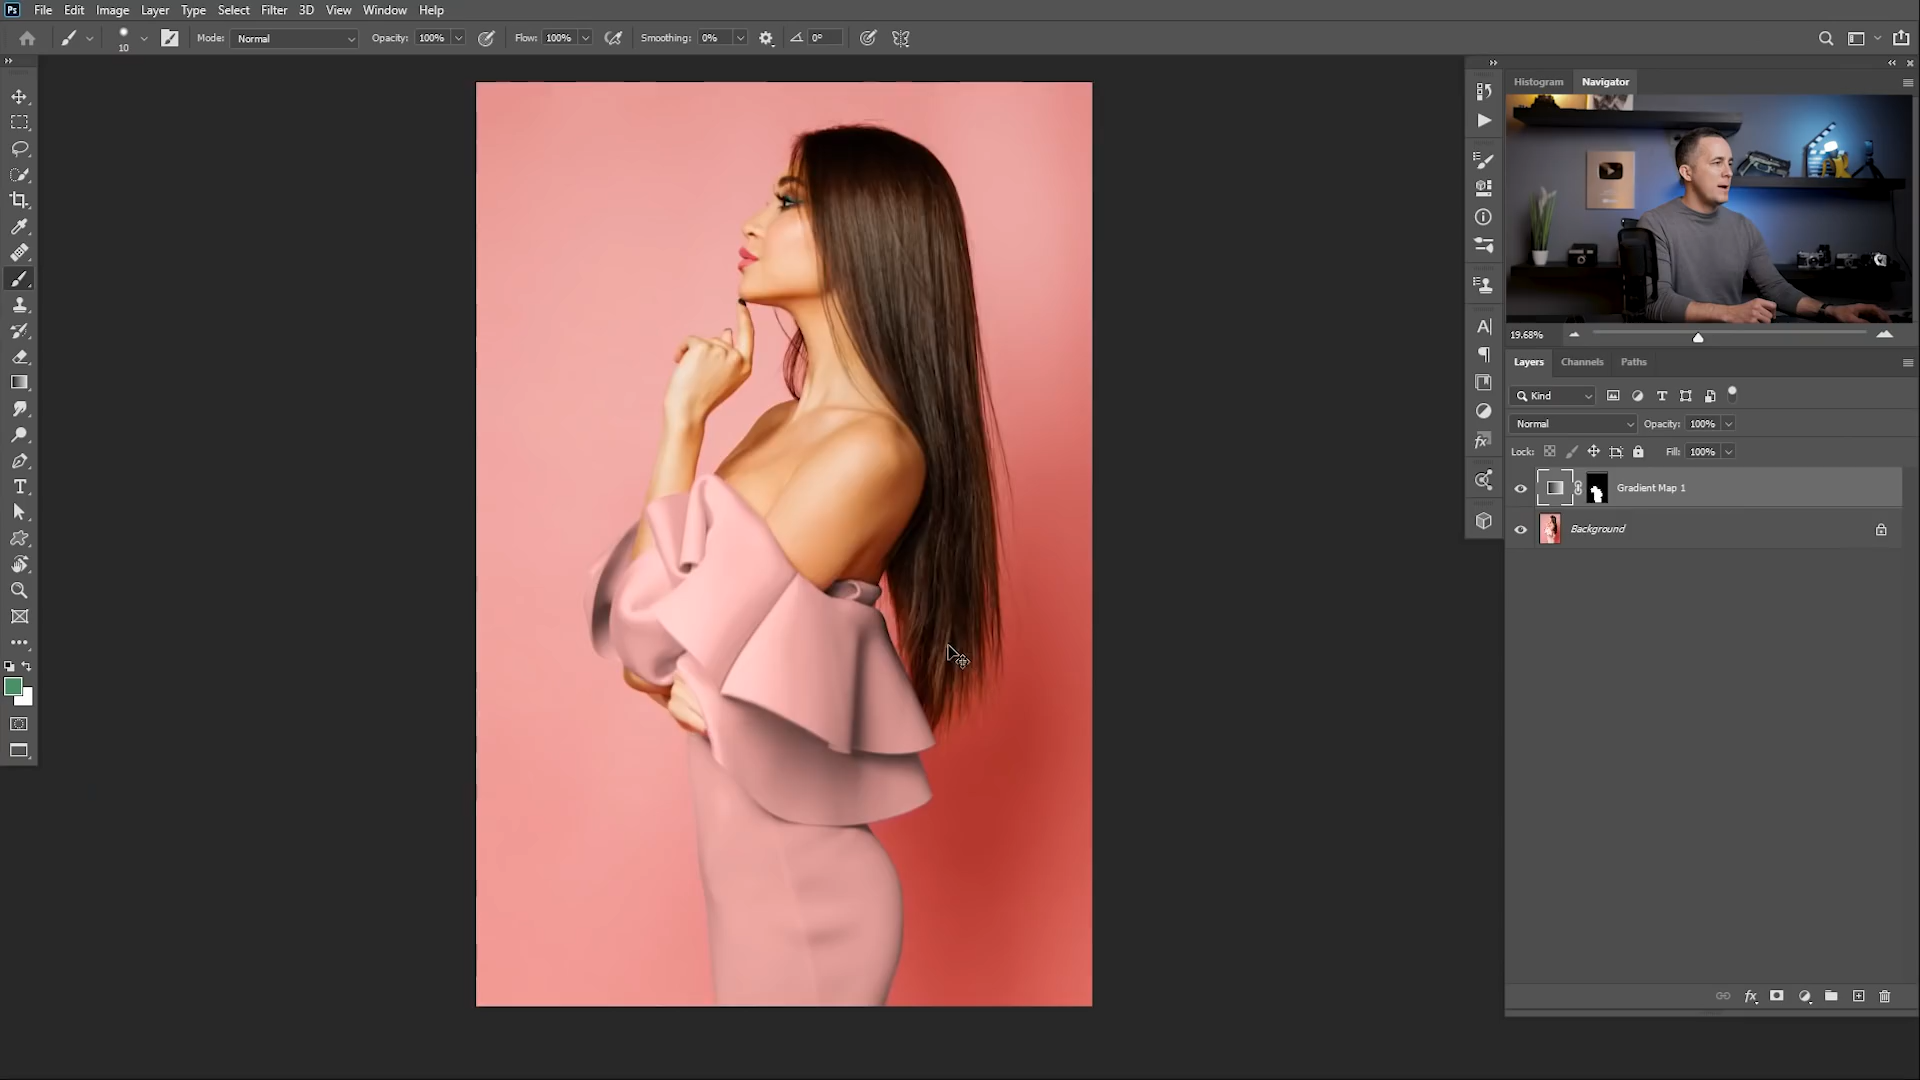 Ps File Edit Image Layer Type Select Filter 3D View Window Help
10 Mode: Normal Opacity: 100% Flow: 100% Smoothing: 0% 0°
Histogram Navigator
19.68%
Layers Channels Paths
Kind
Normal Opacity: 100%
Lock: Fill: 100%
Gradient Map 1
Background